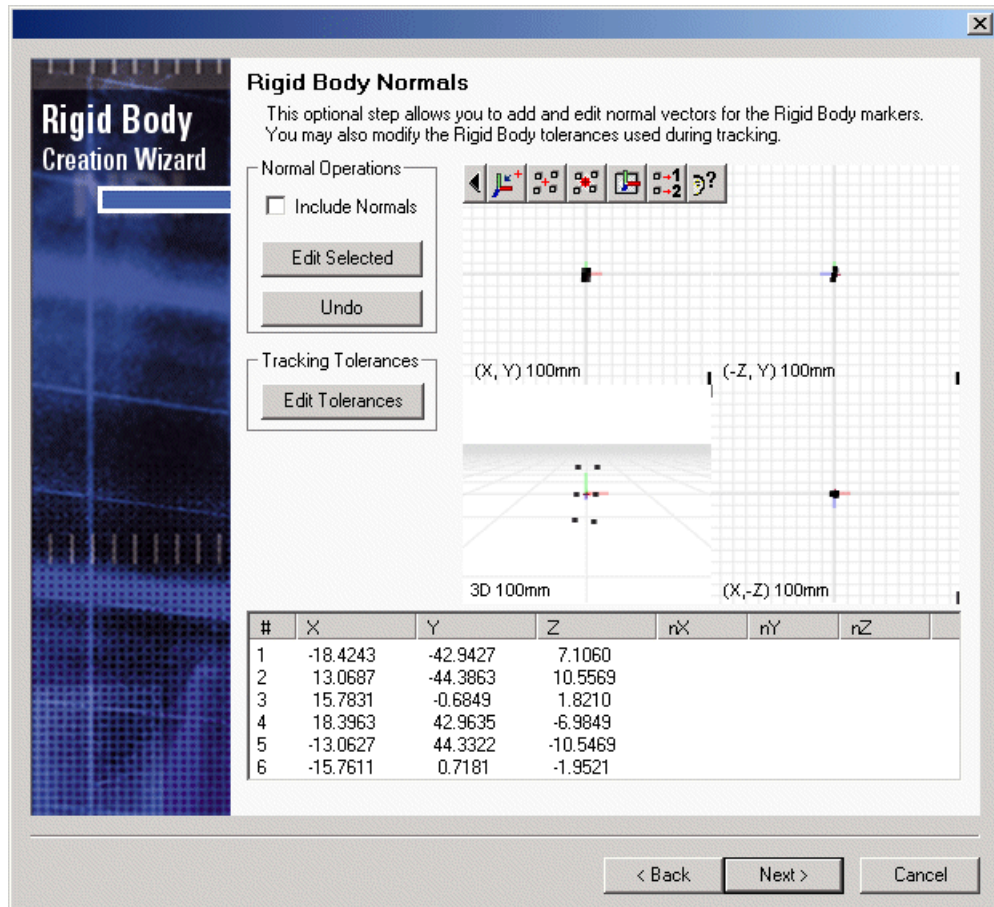 Rigid Body
Creation Wizard
Rigid Body Normals
This optional step allows you to add and edit normal vectors for the Rigid Body markers.
You may also modify the Rigid Body tolerances used during tracking.
Normal Operations
Include Normals
Edit Selected
Undo
Tracking Tolerances
Edit Tolerances
1
2
?
(X, Y) 100mm
(-Z, Y) 100mm
3D 100mm
(X,-Z) 100mm
# X Y Z nX nY nZ
1 -18.4243 -42.9427 7.1060
2 13.0687 -44.3863 10.5569
3 15.7831 -0.6849 1.8210
4 18.3963 42.9635 -6.9849
5 -13.0627 44.3322 -10.5469
6 -15.7611 0.7181 -1.9521
< Back
Next >
Cancel